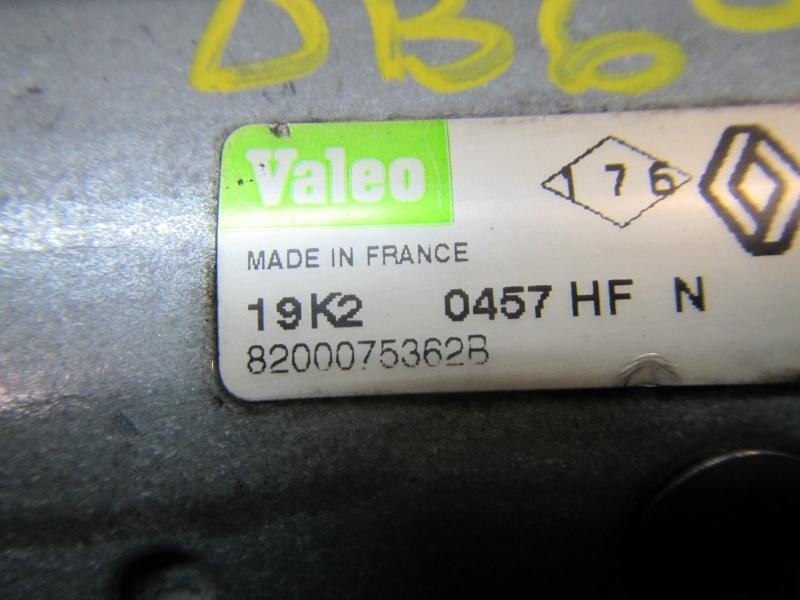 DB6
Valeo
176
MADE IN FRANCE
19K2 0457 HF N
8200075362B